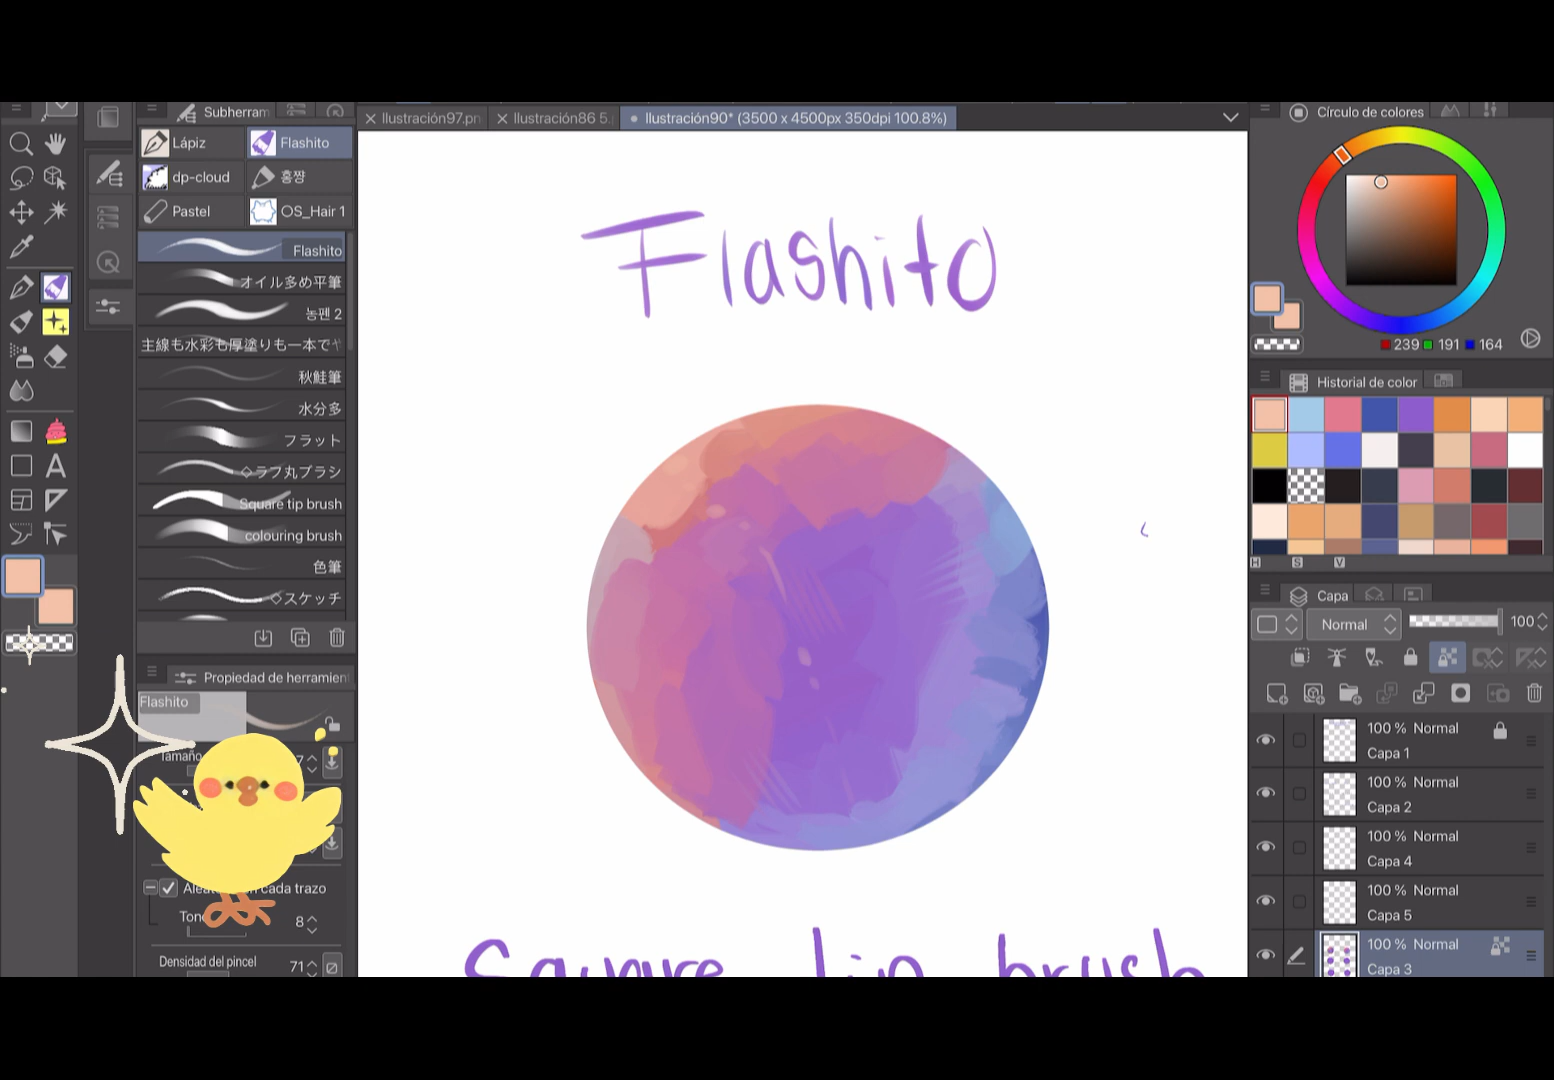 Subherram
Ilustración97.pn
Ilustración86 5.
Ilustración90* (3500 x 4500px 350dpi 100.8%)
Círculo de colores
Lápiz
Flashito
dp-cloud
홍짱
Pastel
OS_Hair 1
Flashito
オイル多め平筆
농펜 2
主線も水彩も厚塗りも一本でヤ
秋鮭筆
水分多
フラット
◇ラフ丸ブラシ
Square tip brush
colouring brush
色筆
◇スケッチ
Propiedad de herramien
Flashito
Tamaño
7
cada trazo
8
Densidad del pincel
71
Flashito
Square tip brush
239 191 164
Historial de color
H S V
Capa
Normal
100
100 % Normal
Capa 1
100 % Normal
Capa 2
100 % Normal
Capa 4
100 % Normal
Capa 5
100 % Normal
Capa 3